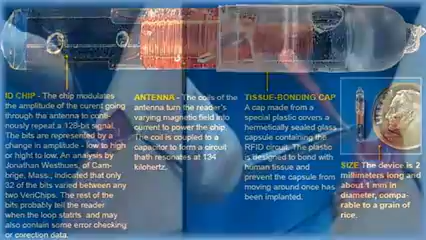 ID CHIP - The chip modulates
the amplitude of the curent going
through the antenna to conti-
nously repeat a 128-bit signal.
The bits are represented by a
change in amplitude - low to high
or hight to low. An analysis by
Jonathan Westhues, of Cam-
brige, Mass., indicated that only
32 of the bits varied between any
two VeriChips. The rest of the
bits probably tell the reader
when the loop statrts and may
also contain some error checking
or corection data.
ANTENNA - The coils of the
antenna turn the reader's
varying magnetic field into
current to power the chip.
The coil is coupled to a
capacitor to form a circuit
thath resonates at 134
kilohertz.
TISSUE-BONDING CAP
A cap made from a
special plastic covers a
hermetically sealed glass
capsule containing the
RFID circuit. The plastic
is designed to bond with
human tissue and
prevent the capsule from
moving around once has
been implanted.
SIZE The device is 2
millimeters long and
about 1 mm in
diameter, compa-
rable to a grain of
rice.